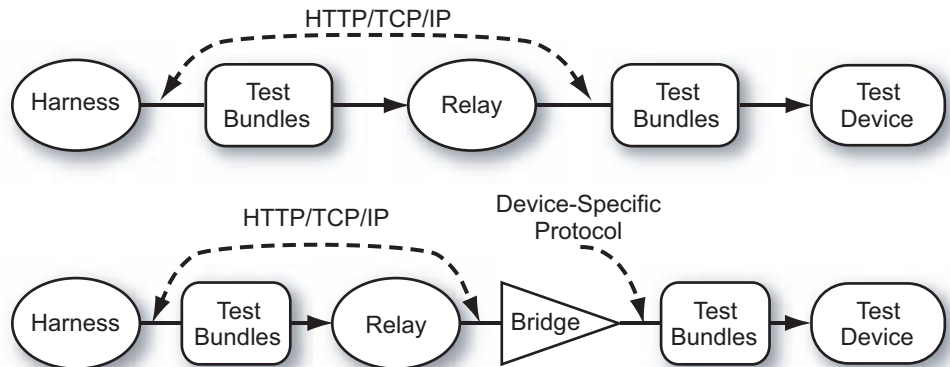 HTTP/TCP/IP
Harness
Test
Bundles
Relay
Test
Bundles
Test
Device
HTTP/TCP/IP
Device-Specific
Protocol
Harness
Test
Bundles
Relay
Bridge
Test
Bundles
Test
Device